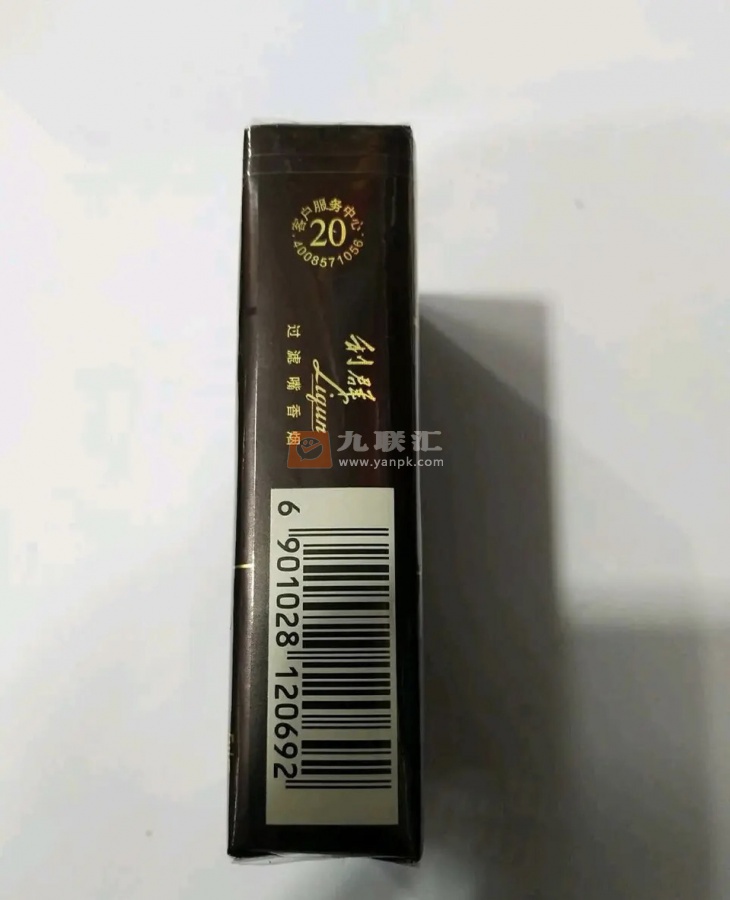 客户服务中心
20
4008571056
利群
Liqun
过滤嘴香烟
九联汇
www.yanpk.com
6 901028 120692